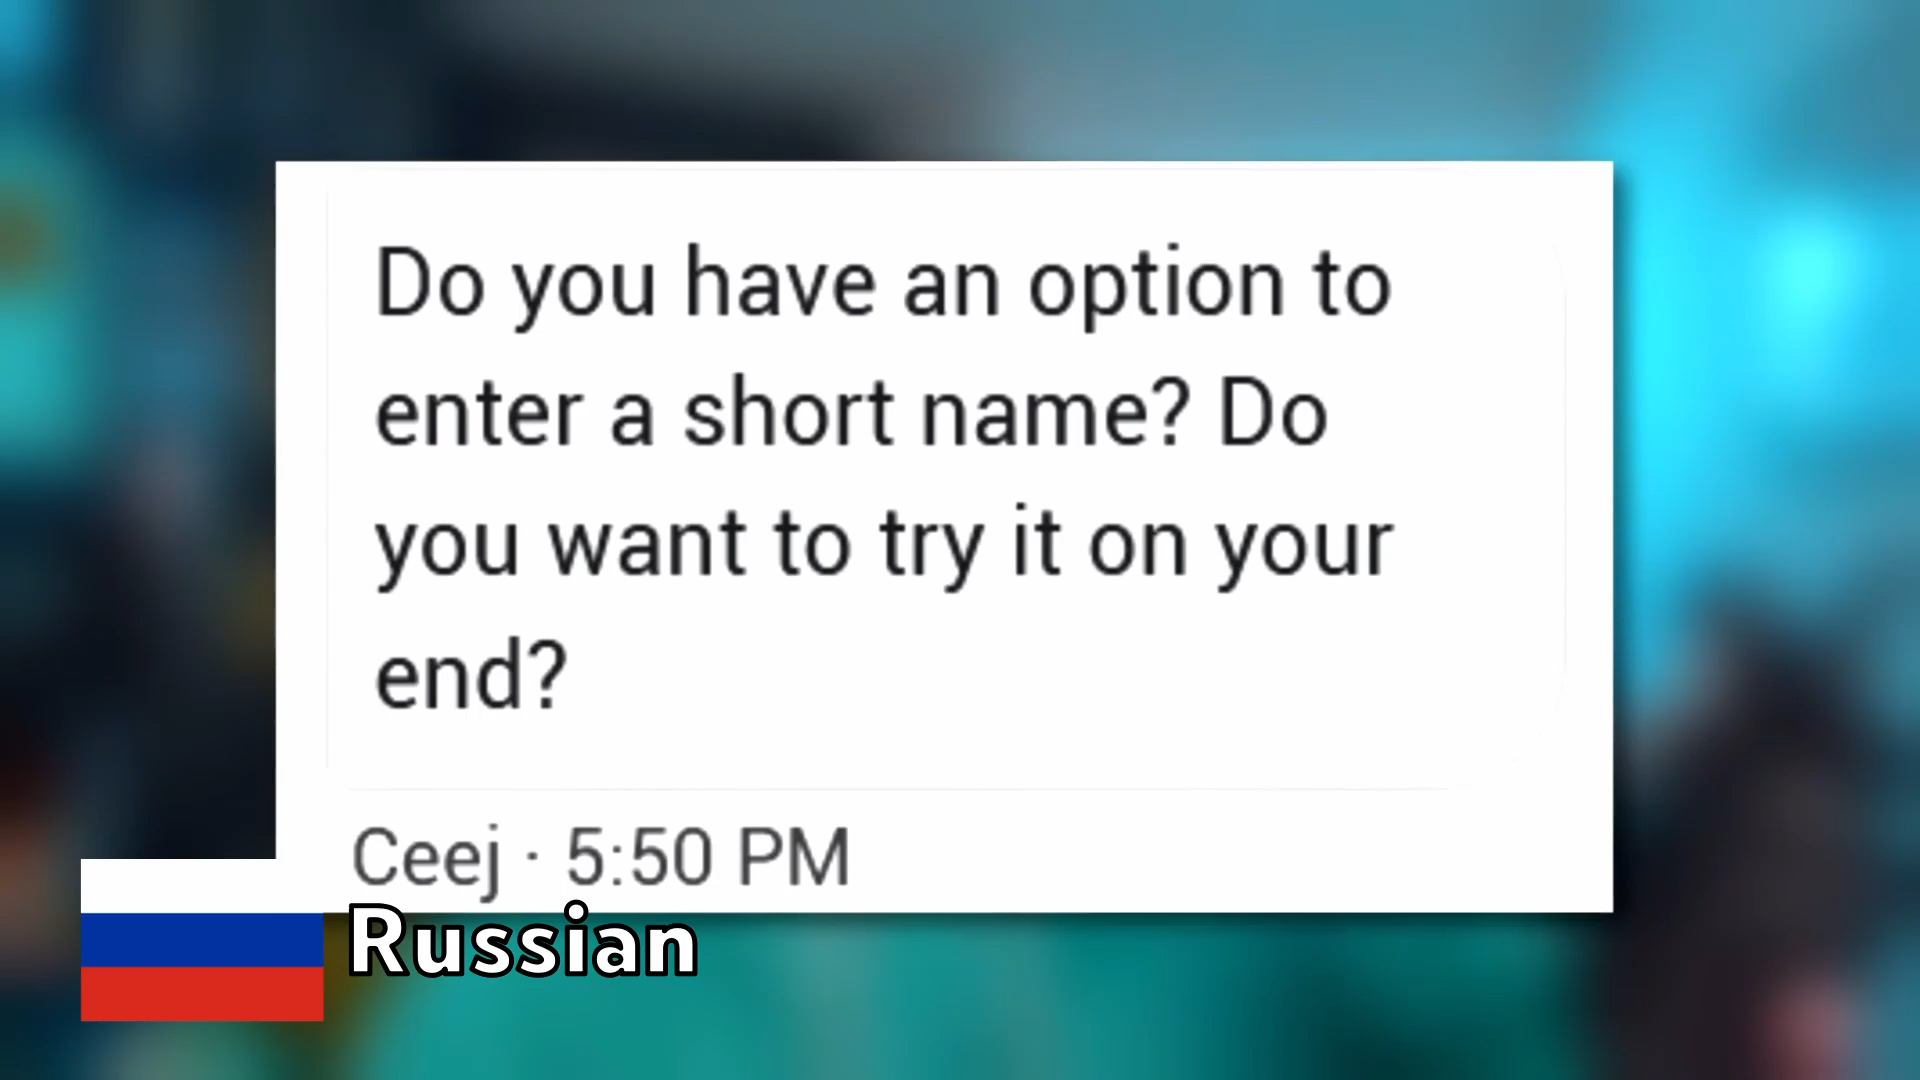 Do you have an option to
enter a short name? Do
you want to try it on your
end?
Ceej · 5:50 PM
Russian